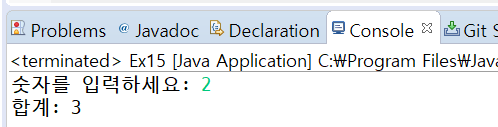 Problems @ Javadoc Declaration Console Git S
<terminated> Ex15 [Java Application] C:₩Program Files₩Java
숫자를 입력하세요: 2
합계: 3